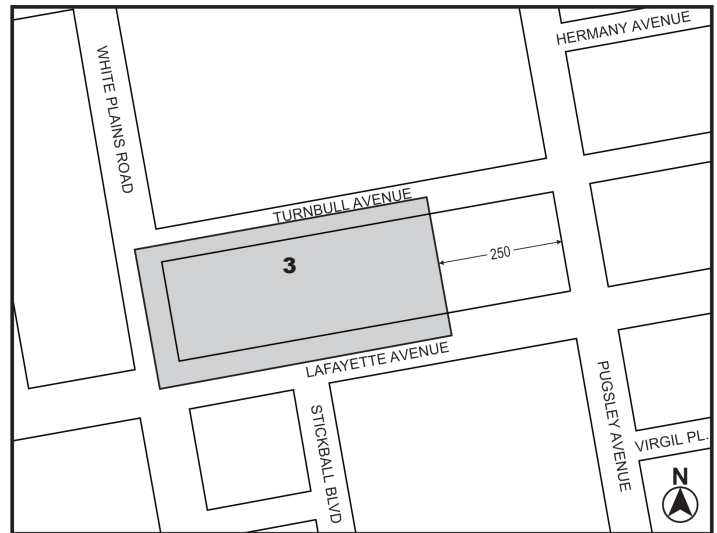 HERMANY AVENUE
WHITE PLAINS ROAD
TURNBULL AVENUE
3
250
LAFAYETTE AVENUE
STICKBALL BLVD
PUGSLEY AVENUE
VIRGIL PL.
N